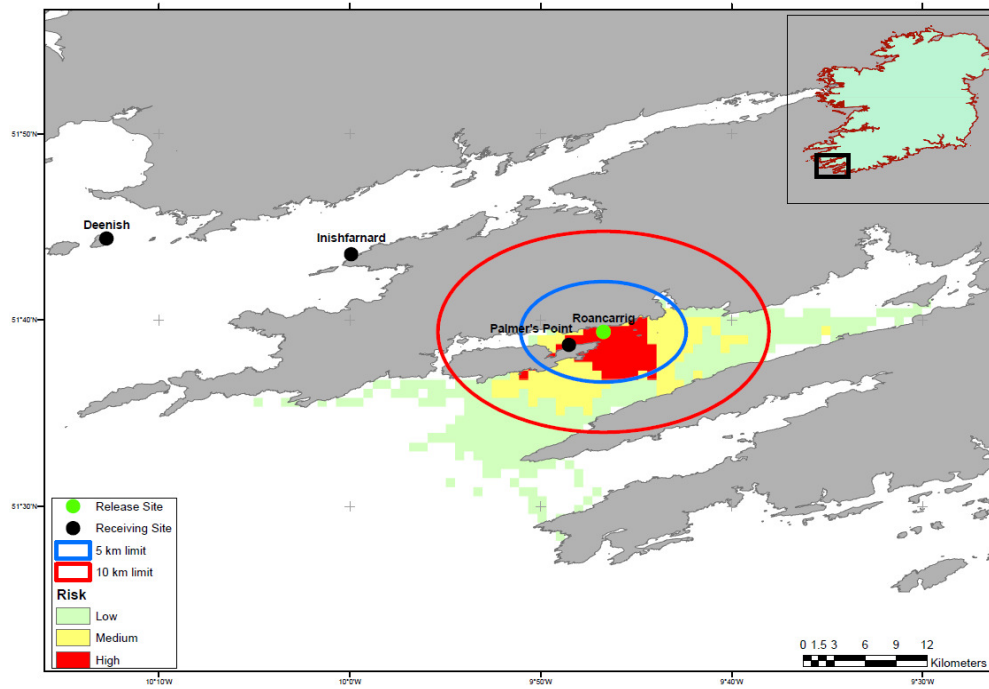 51°50'N
51°40'N
51°30'N
Deenish
Inishfarnard
Roancarrig
Palmer's Point
Release Site
Receiving Site
5 km limit
10 km limit
Risk
Low
Medium
High
0 1.5 3 6 9 12
Kilometers
10°10'W 10°0'W 9°50'W 9°40'W 9°30'W